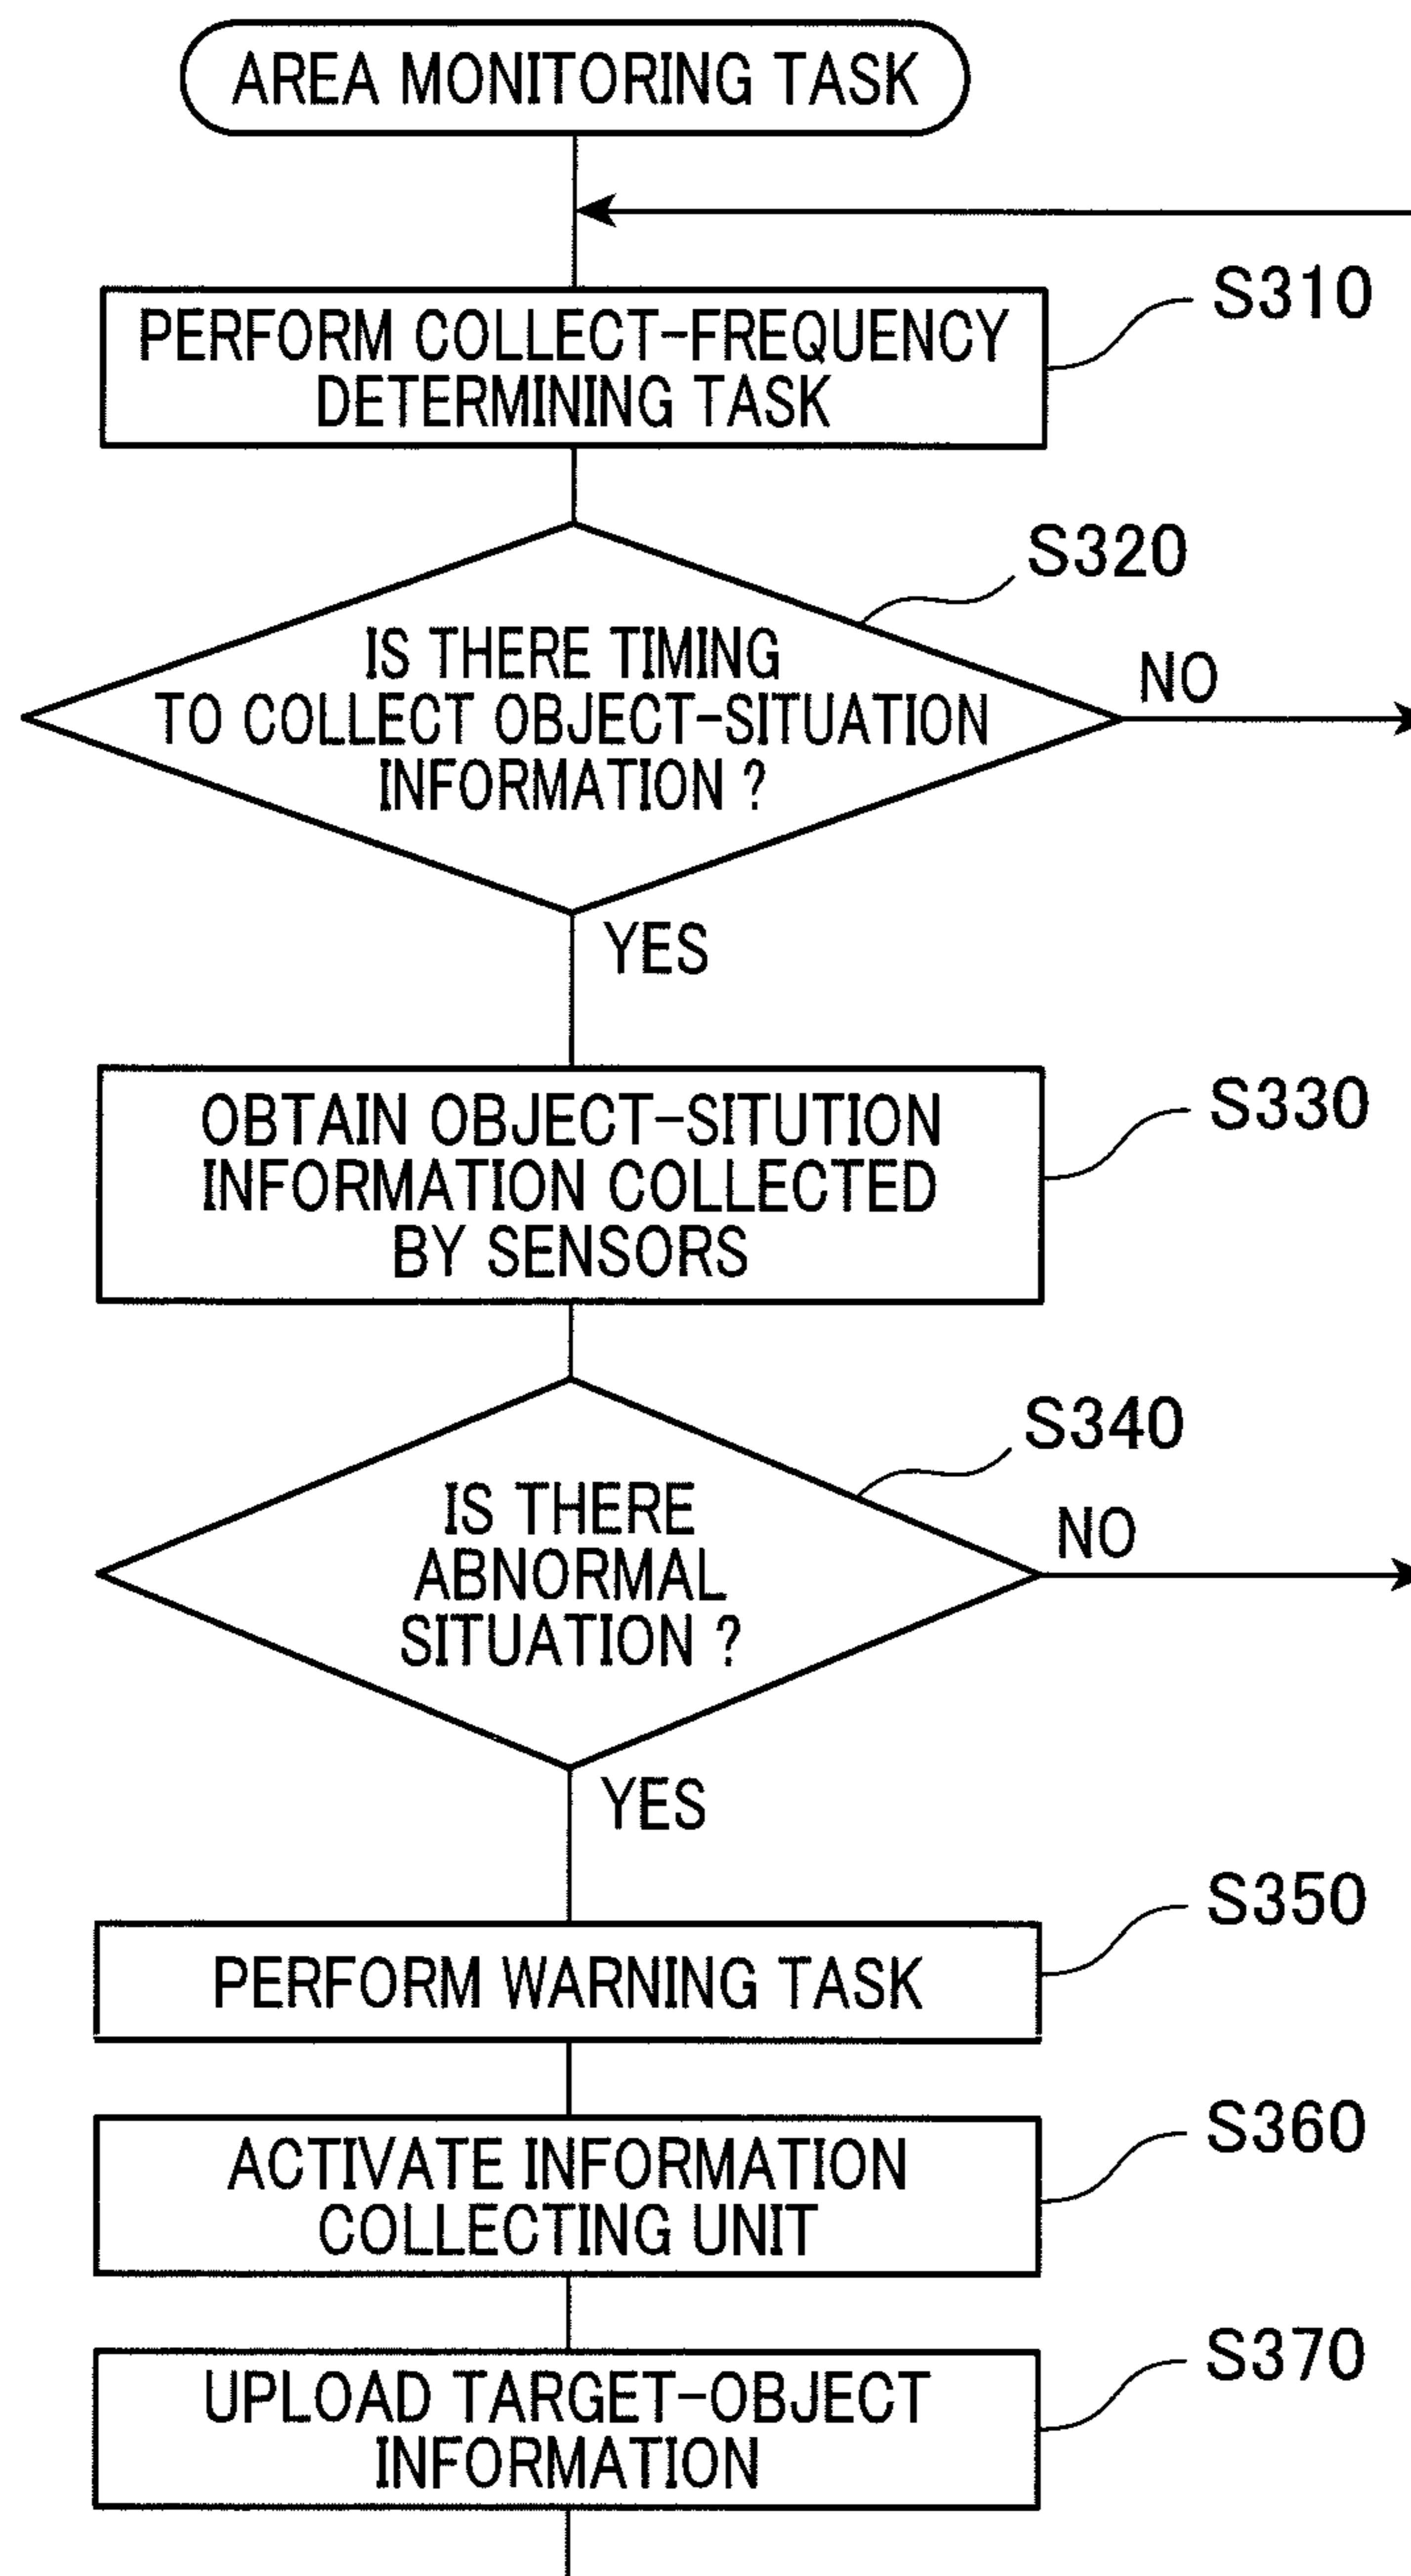 AREA MONITORING TASK
S310
PERFORM COLLECT-FREQUENCY
DETERMINING TASK
S320
IS THERE TIMING
TO COLLECT OBJECT-SITUATION
INFORMATION ?
NO
YES
S330
OBTAIN OBJECT-SITUTION
INFORMATION COLLECTED
BY SENSORS
S340
IS THERE
ABNORMAL
SITUATION ?
NO
YES
S350
PERFORM WARNING TASK
S360
ACTIVATE INFORMATION
COLLECTING UNIT
S370
UPLOAD TARGET-OBJECT
INFORMATION